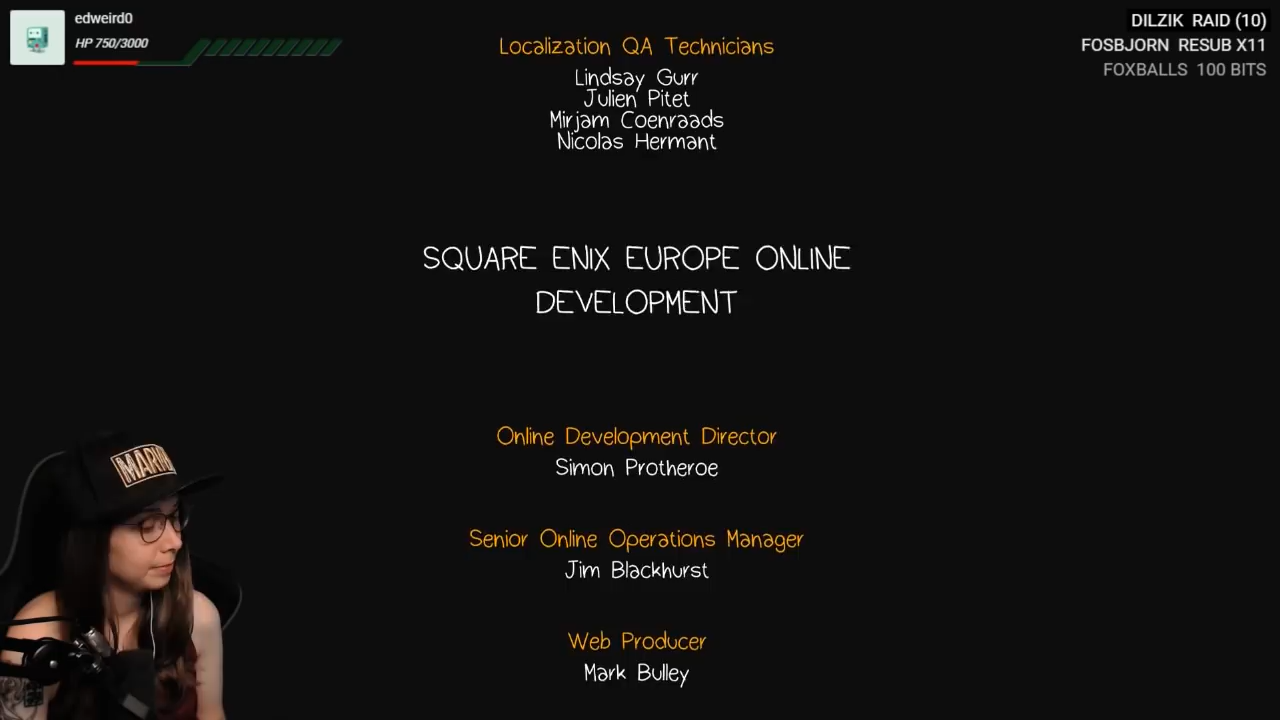 edweird0
HP 750/3000
DILZIK RAID (10)
FOSBJORN RESUB X11
FOXBALLS 100 BITS
Localization QA Technicians
Lindsay Gurr
Julien Pitet
Mirjam Coenraads
Nicolas Hermant
SQUARE ENIX EUROPE ONLINE
DEVELOPMENT
Online Development Director
Simon Protheroe
Senior Online Operations Manager
Jim Blackhurst
Web Producer
Mark Bulley